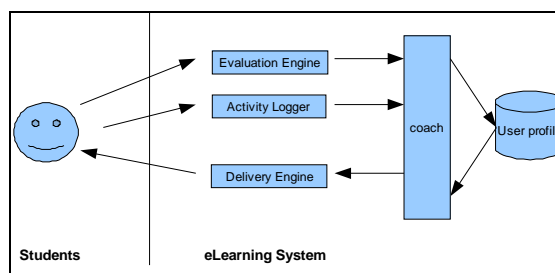 Evaluation Engine
Activity Logger
coach
User profil
Delivery Engine
Students
eLearning System